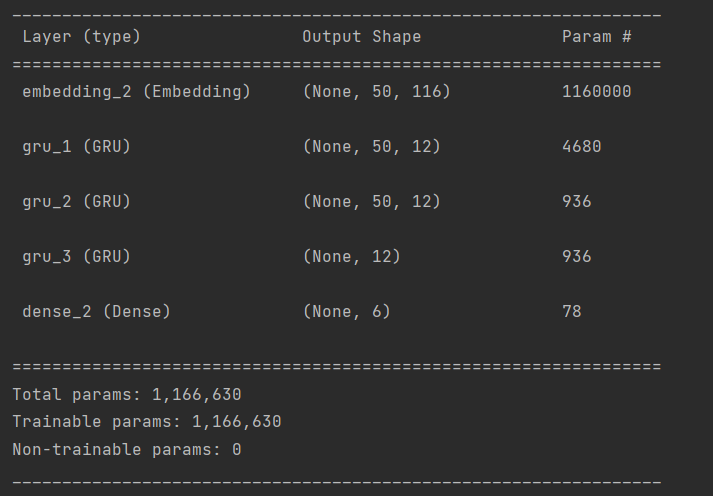 _________________________________________________________________
 Layer (type)                Output Shape              Param #
=================================================================
 embedding_2 (Embedding)     (None, 50, 116)           1160000
 gru_1 (GRU)                 (None, 50, 12)            4680
 gru_2 (GRU)                 (None, 50, 12)            936
 gru_3 (GRU)                 (None, 12)                936
 dense_2 (Dense)             (None, 6)                 78
=================================================================
Total params: 1,166,630
Trainable params: 1,166,630
Non-trainable params: 0
_________________________________________________________________